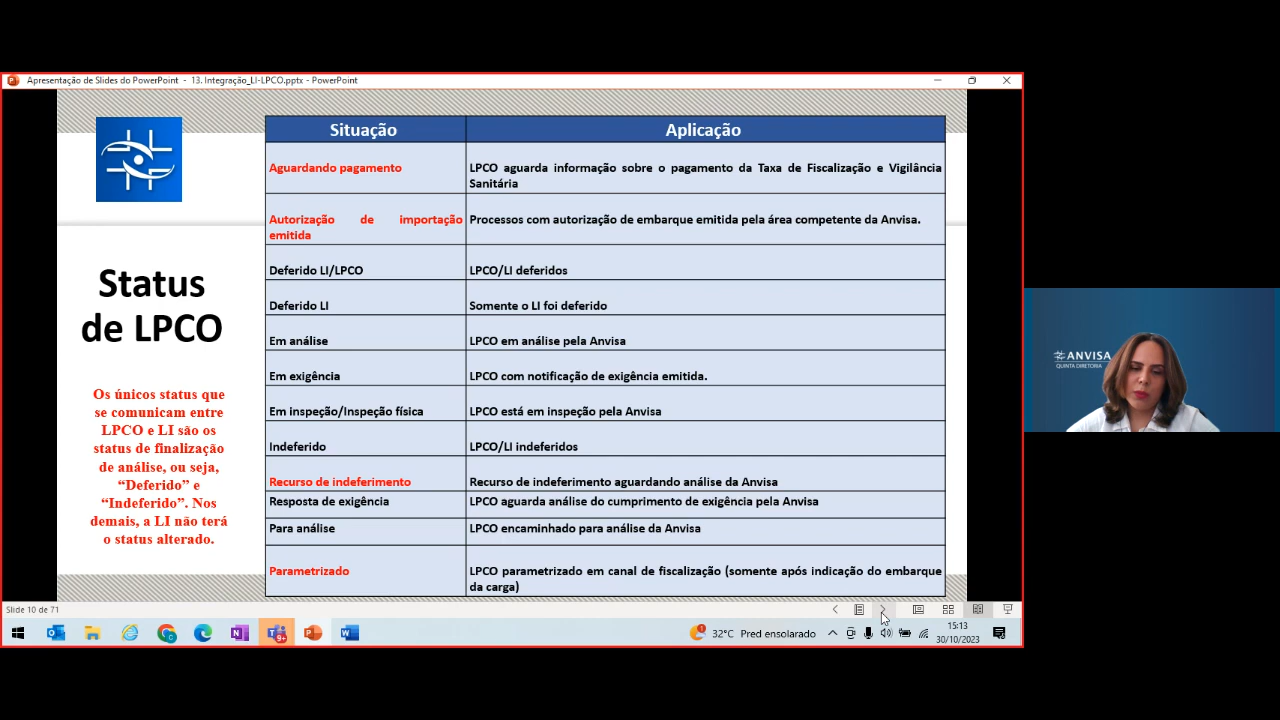 Apresentação de Slides do PowerPoint - 13. Integração_LI-LPCO.pptx - PowerPoint
Status
de LPCO
Os únicos status que
se comunicam entre
LPCO e LI são os
status de finalização
de análise, ou seja,
“Deferido” e
“Indeferido”. Nos
demais, a LI não terá
o status alterado.
Situação Aplicação
Aguardando pagamento LPCO aguarda informação sobre o pagamento da Taxa de Fiscalização e Vigilância
Sanitária
Autorização de importação Processos com autorização de embarque emitida pela área competente da Anvisa.
emitida
Deferido LI/LPCO LPCO/LI deferidos
Deferido LI Somente o LI foi deferido
Em análise LPCO em análise pela Anvisa
Em exigência LPCO com notificação de exigência emitida.
Em inspeção/Inspeção física LPCO está em inspeção pela Anvisa
Indeferido LPCO/LI indeferidos
Recurso de indeferimento Recurso de indeferimento aguardando análise da Anvisa
Resposta de exigência LPCO aguarda análise do cumprimento de exigência pela Anvisa
Para análise LPCO encaminhado para análise da Anvisa
Parametrizado LPCO parametrizado em canal de fiscalização (somente após indicação do embarque
da carga)
ANVISA
QUINTA DIRETORIA
Slide 10 de 71
9+
32°C Pred ensolarado
15:13
30/10/2023